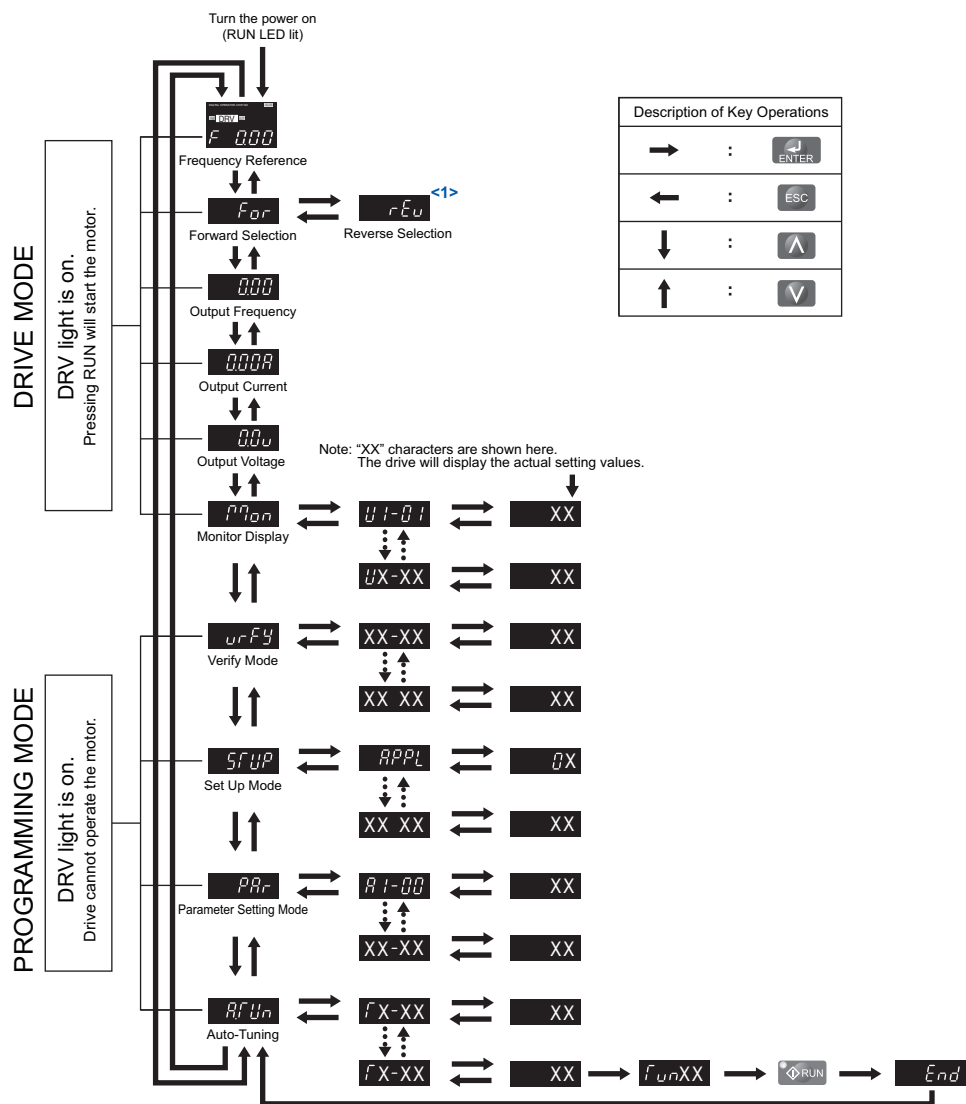 Turn the power on
(RUN LED lit)
DRV
F 0.00
Frequency Reference
For
rEv
<1>
Forward Selection
Reverse Selection
0.00
Output Frequency
0.00A
Output Current
0.0v
Output Voltage
Note: “XX” characters are shown here.
The drive will display the actual setting values.
Mon
U1-01
XX
Monitor Display
UX-XX
XX
vrFy
XX-XX
XX
Verify Mode
XX XX
XX
STUP
APPL
0X
Set Up Mode
XX XX
XX
PAr
A1-00
XX
Parameter Setting Mode
XX-XX
XX
A.TUn
TX-XX
XX
Auto-Tuning
TX-XX
XX
TunXX
RUN
End
DRIVE MODE
DRV light is on.
Pressing RUN will start the motor.
PROGRAMMING MODE
DRV light is on.
Drive cannot operate the motor.
Description of Key Operations
→ : ENTER
← : ESC
↓ : ∧
↑ : ∨